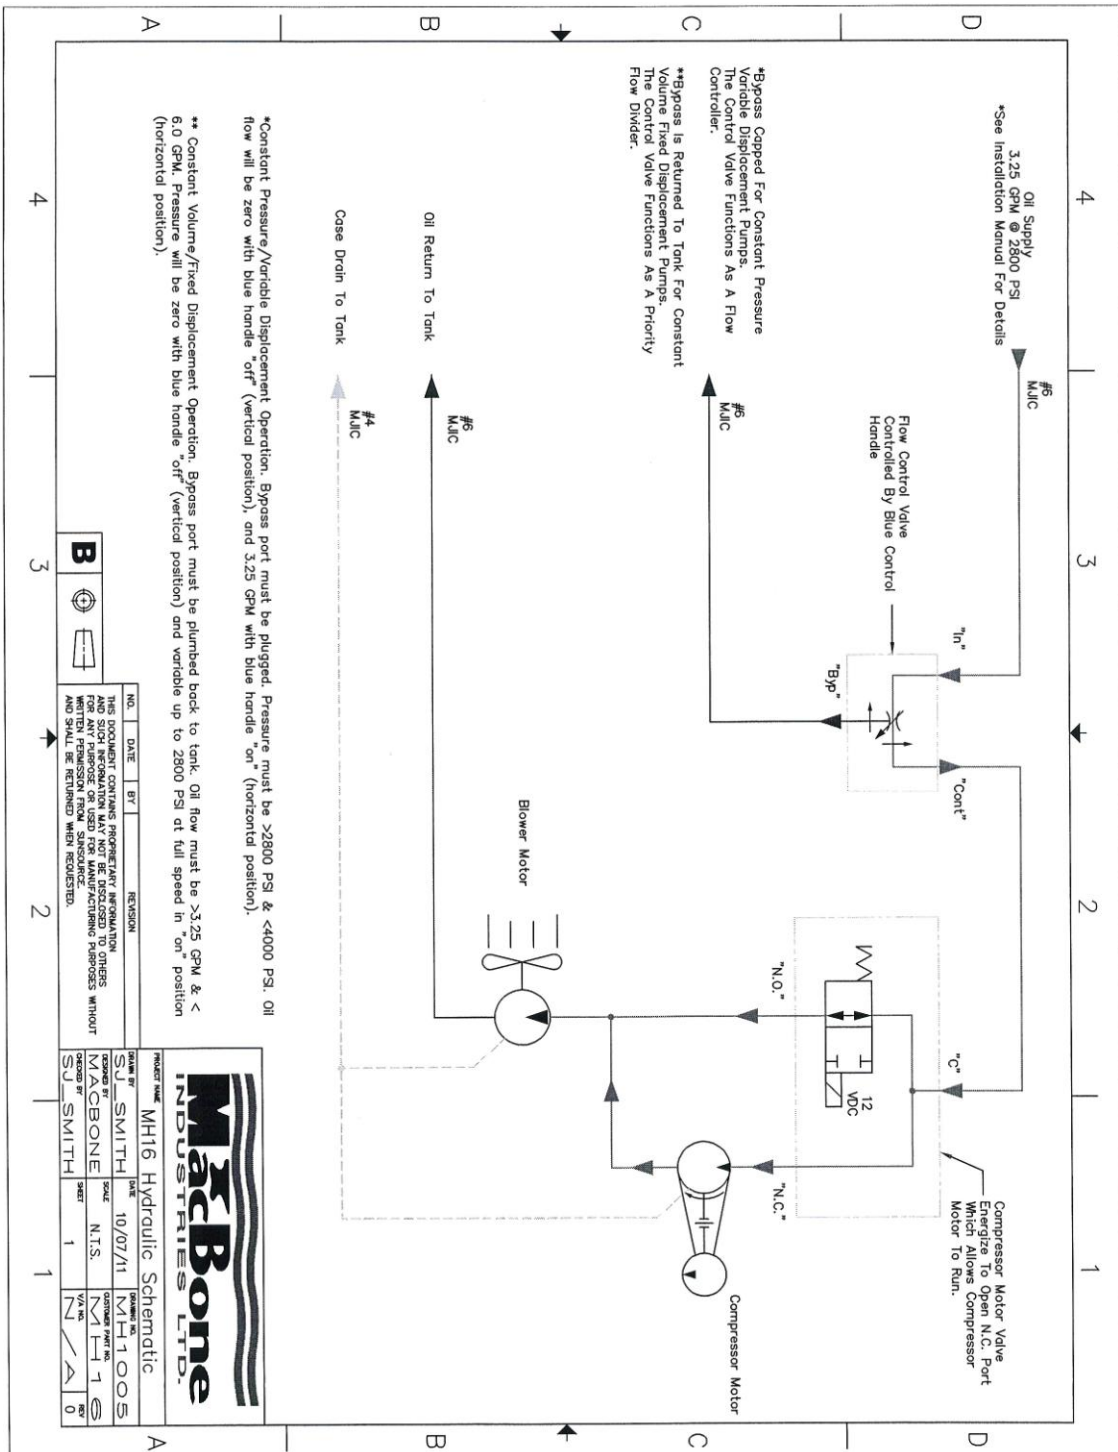 D
C
B
A
4
3
2
1
Oil Supply
3.25 GPM @ 2800 PSI
*See Installation Manual For Details
#6
MJIC
Flow Control Valve
Controlled By Blue Control
Handle
"In"
"Cont"
"Byp"
"C"
Compressor Motor Valve
Energize To Open N.C. Port
Which Allows Compressor
Motor To Run.
12
VDC
"N.O."
"N.C."
*Bypass Capped For Constant Pressure
Variable Displacement Pumps.
The Control Valve Functions As A Flow
Controller.
**Bypass Is Returned To Tank For Constant
Volume Fixed Displacement Pumps.
The Control Valve Functions As A Priority
Flow Divider.
#6
MJIC
Compressor Motor
Blower Motor
Oil Return To Tank
#6
MJIC
Case Drain To Tank
#4
MJIC
*Constant Pressure/Variable Displacement Operation. Bypass port must be plugged. Pressure must be >2800 PSI & <4000 PSI. Oil
flow will be zero with blue handle "off" (vertical position), and 3.25 GPM with blue handle "on" (horizontal position).
** Constant Volume/Fixed Displacement Operation. Bypass port must be plumbed back to tank. Oil flow must be >3.25 GPM & <
6.0 GPM. Pressure will be zero with blue handle "off" (vertical position) and variable up to 2800 PSI at full speed in "on" position
(horizontal position).
MacBone
INDUSTRIES LTD.
PROJECT NAME
MH16 Hydraulic Schematic
DRAWN BY
SJ_SMITH
DATE
10/07/11
DRAWING NO.
MH1005
DESIGNED BY
MACBONE
SCALE
N.T.S.
CUSTOMER PART NO.
MH16
CHECKED BY
SJ_SMITH
SHEET
1
V/A NO.
N/A
REV
0
NO.
DATE
BY
REVISION
THIS DOCUMENT CONTAINS PROPRIETARY INFORMATION
AND SUCH INFORMATION MAY NOT BE DISCLOSED TO OTHERS
FOR ANY PURPOSE OR USED FOR MANUFACTURING PURPOSES WITHOUT
WRITTEN PERMISSION FROM SUNSOURCE.
AND SHALL BE RETURNED WHEN REQUESTED.
B
4
3
2
1
D
C
B
A